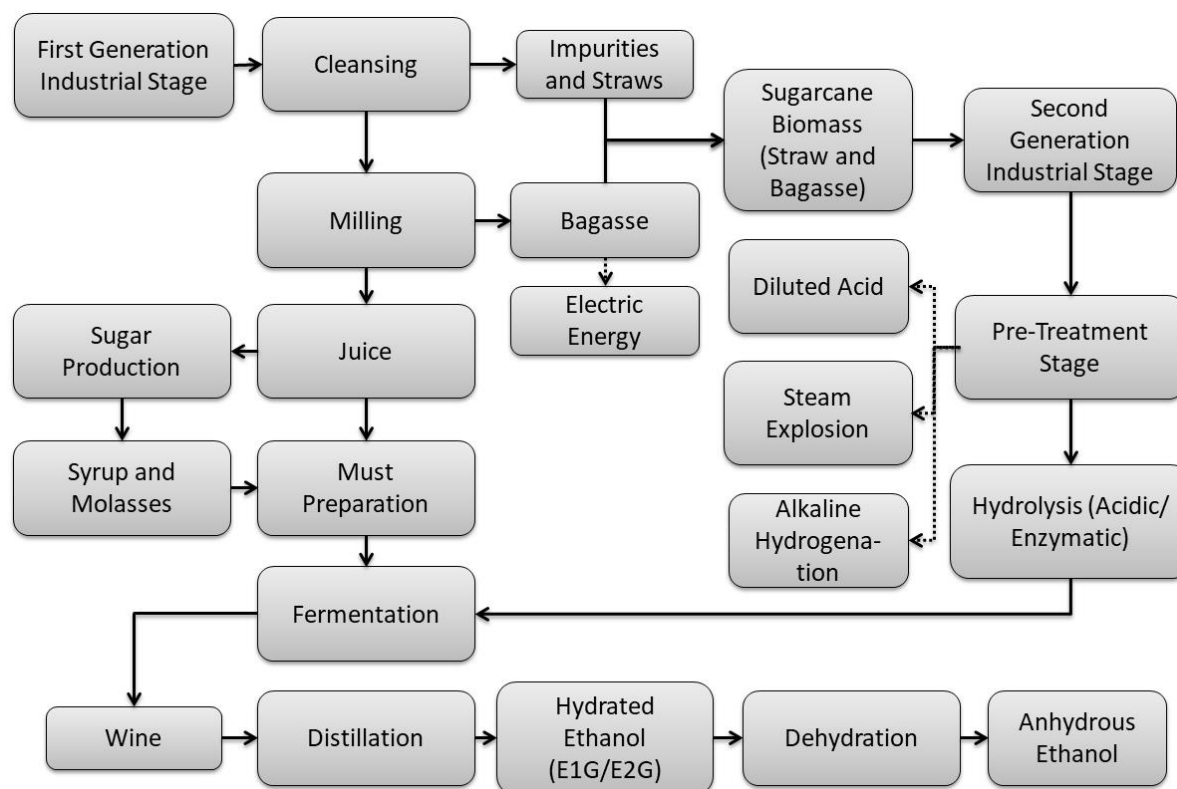 First Generation
Industrial Stage
Cleansing
Impurities
and Straws
Sugarcane
Biomass
(Straw and
Bagasse)
Second
Generation
Industrial Stage
Milling
Bagasse
Electric
Energy
Diluted Acid
Pre-Treatment
Stage
Sugar
Production
Juice
Steam
Explosion
Syrup and
Molasses
Must
Preparation
Alkaline
Hydrogena-
tion
Hydrolysis (Acidic/
Enzymatic)
Fermentation
Wine
Distillation
Hydrated
Ethanol
(E1G/E2G)
Dehydration
Anhydrous
Ethanol